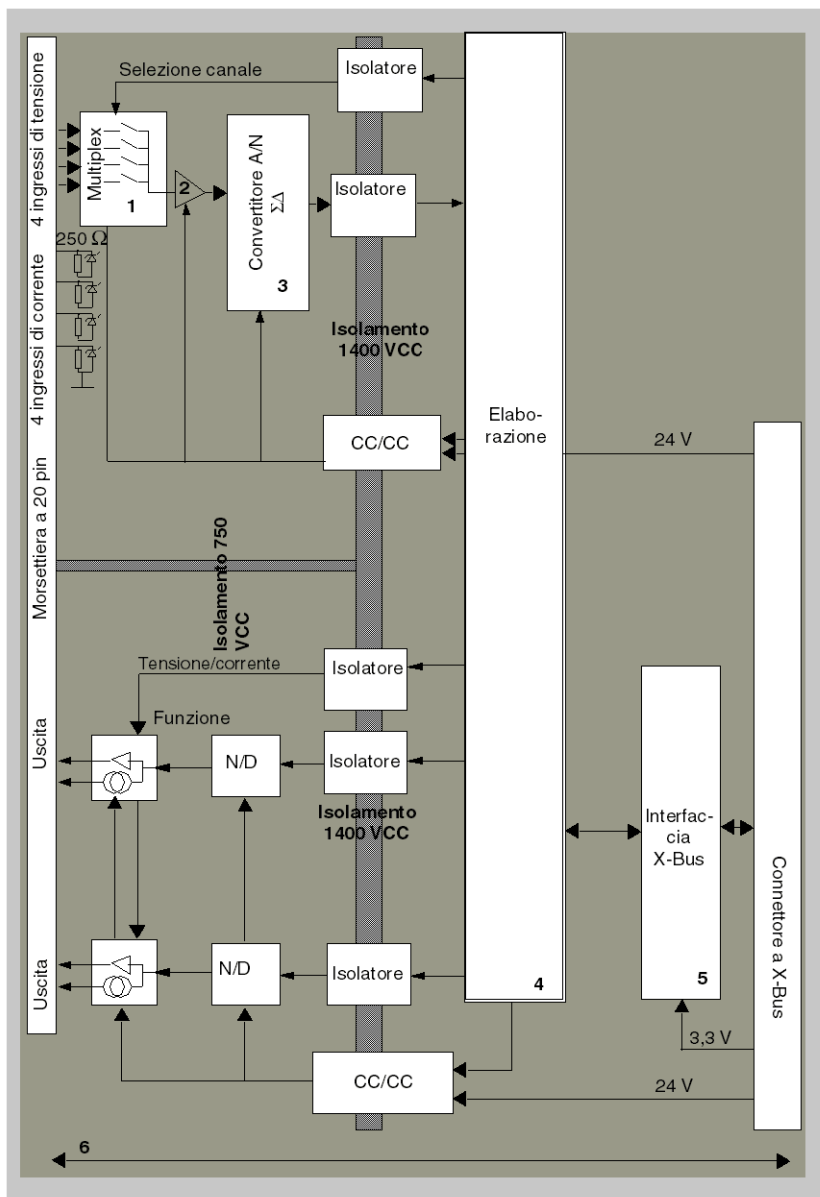 4 ingressi di tensione
Selezione canale
Isolatore
Multiplex
1
2
Convertitore A/N
ΣΔ
3
Isolatore
250 Ω
4 ingressi di corrente
Isolamento
1400 VCC
Elabo-
razione
CC/CC
24 V
Morsettiera a 20 pin
Isolamento 750
VCC
Tensione/corrente
Isolatore
Funzione
Uscita
N/D
Isolatore
Isolamento
1400 VCC
Interfac-
cia
X-Bus
Connettore a X-Bus
Uscita
N/D
Isolatore
4
5
3,3 V
CC/CC
24 V
6